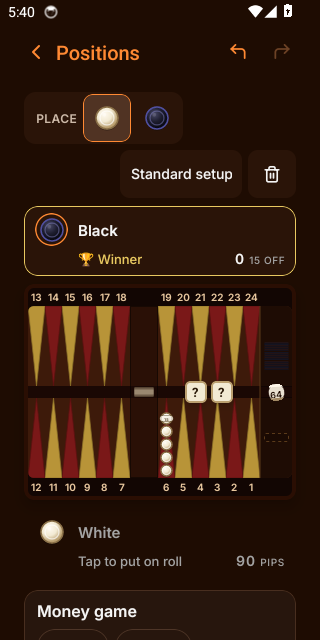 5:40
Positions
PLACE
Standard setup
Black
🏆 Winner
0 15 OFF
13 14 15 16 17 18 19 20 21 22 23 24
? ?
64
12 11 10 9 8 7 6 5 4 3 2 1
White
Tap to put on roll
90 PIPS
Money game